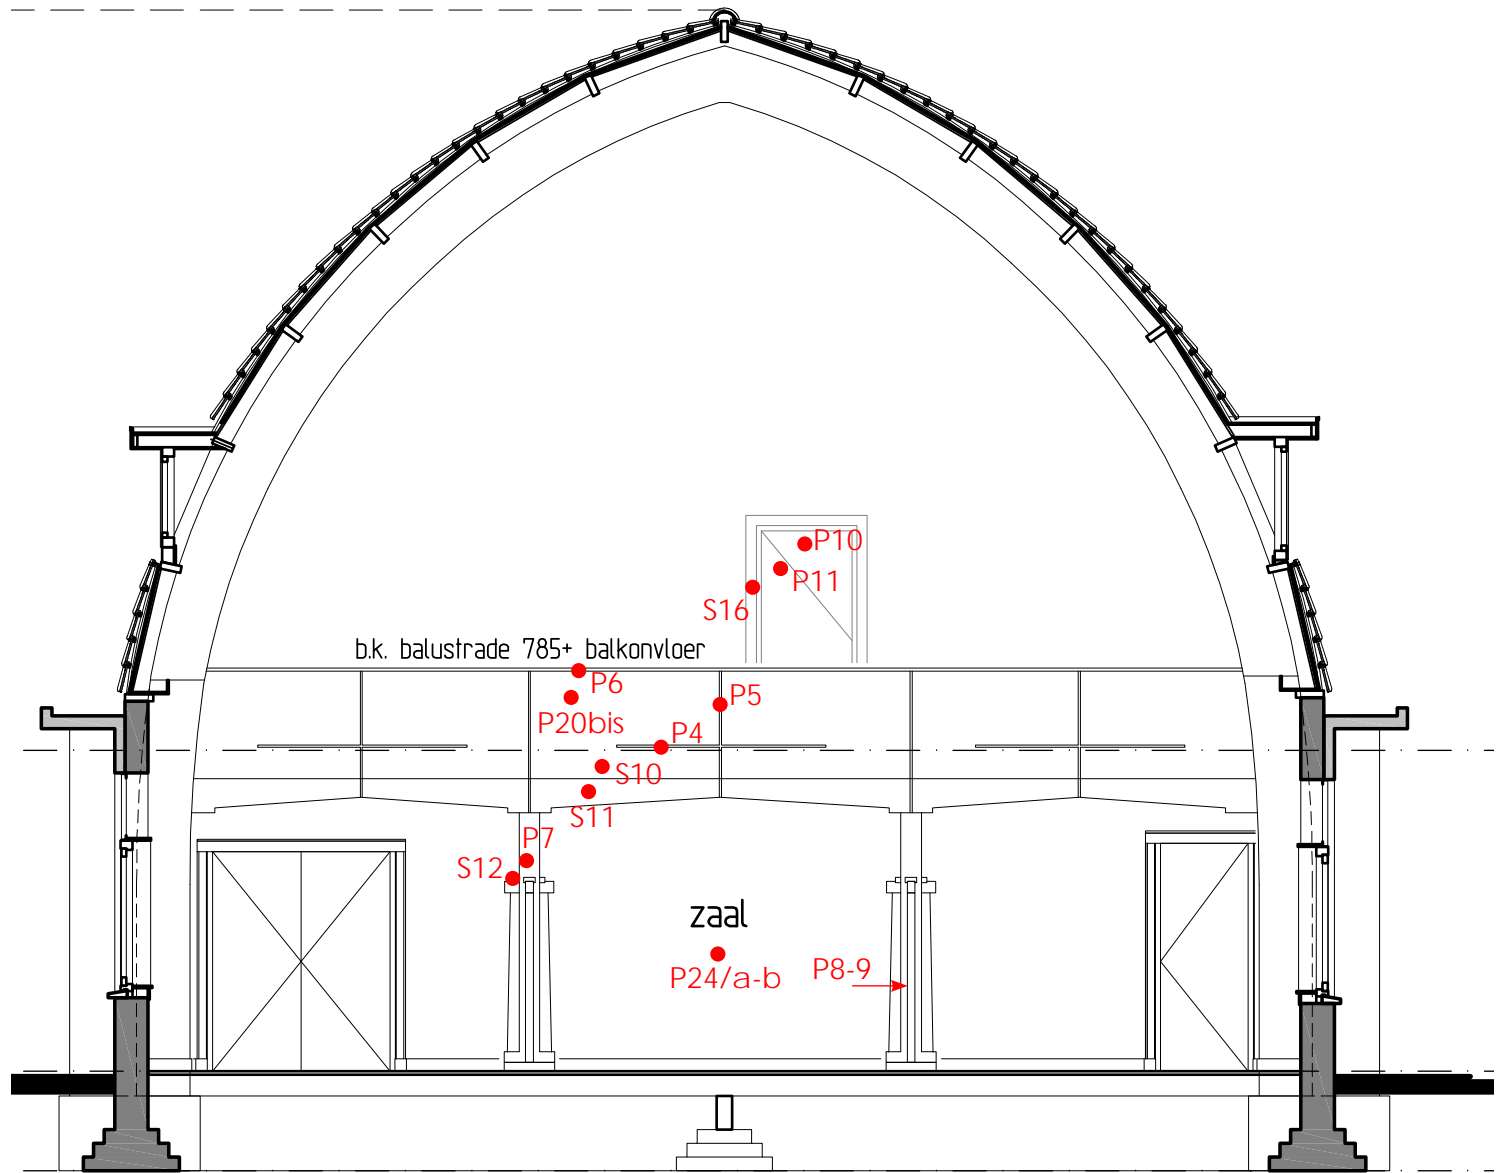 P10
P11
S16
b.k. balustrade 785+ balkonvloer
P6
P5
P20bis
P4
S10
S11
P7
S12
zaal
P24/a-b
P8-9